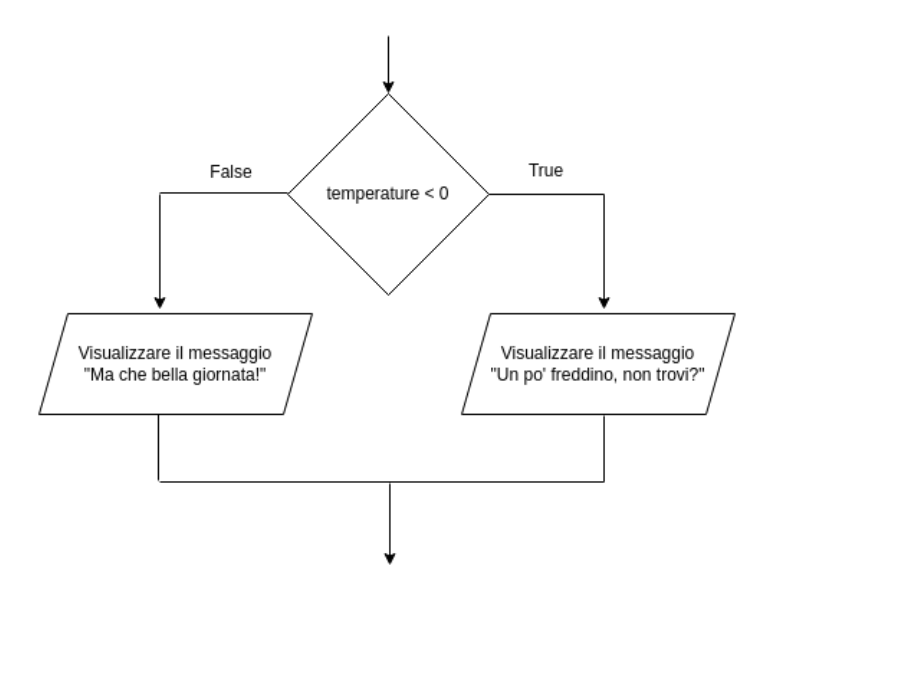 False
True
temperature < 0
Visualizzare il messaggio
"Ma che bella giornata!"
Visualizzare il messaggio
"Un po' freddino, non trovi?"